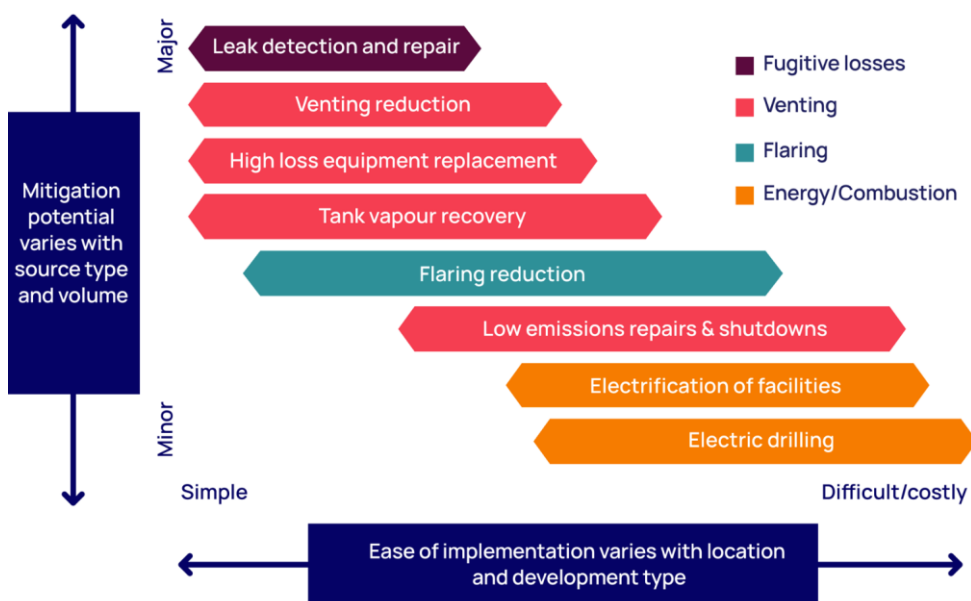 Major
Leak detection and repair
Venting reduction
High loss equipment replacement
Tank vapour recovery
Flaring reduction
Low emissions repairs & shutdowns
Electrification of facilities
Electric drilling
Minor
Fugitive losses
Venting
Flaring
Energy/Combustion
Mitigation
potential
varies with
source type
and volume
Simple
Difficult/costly
Ease of implementation varies with location
and development type